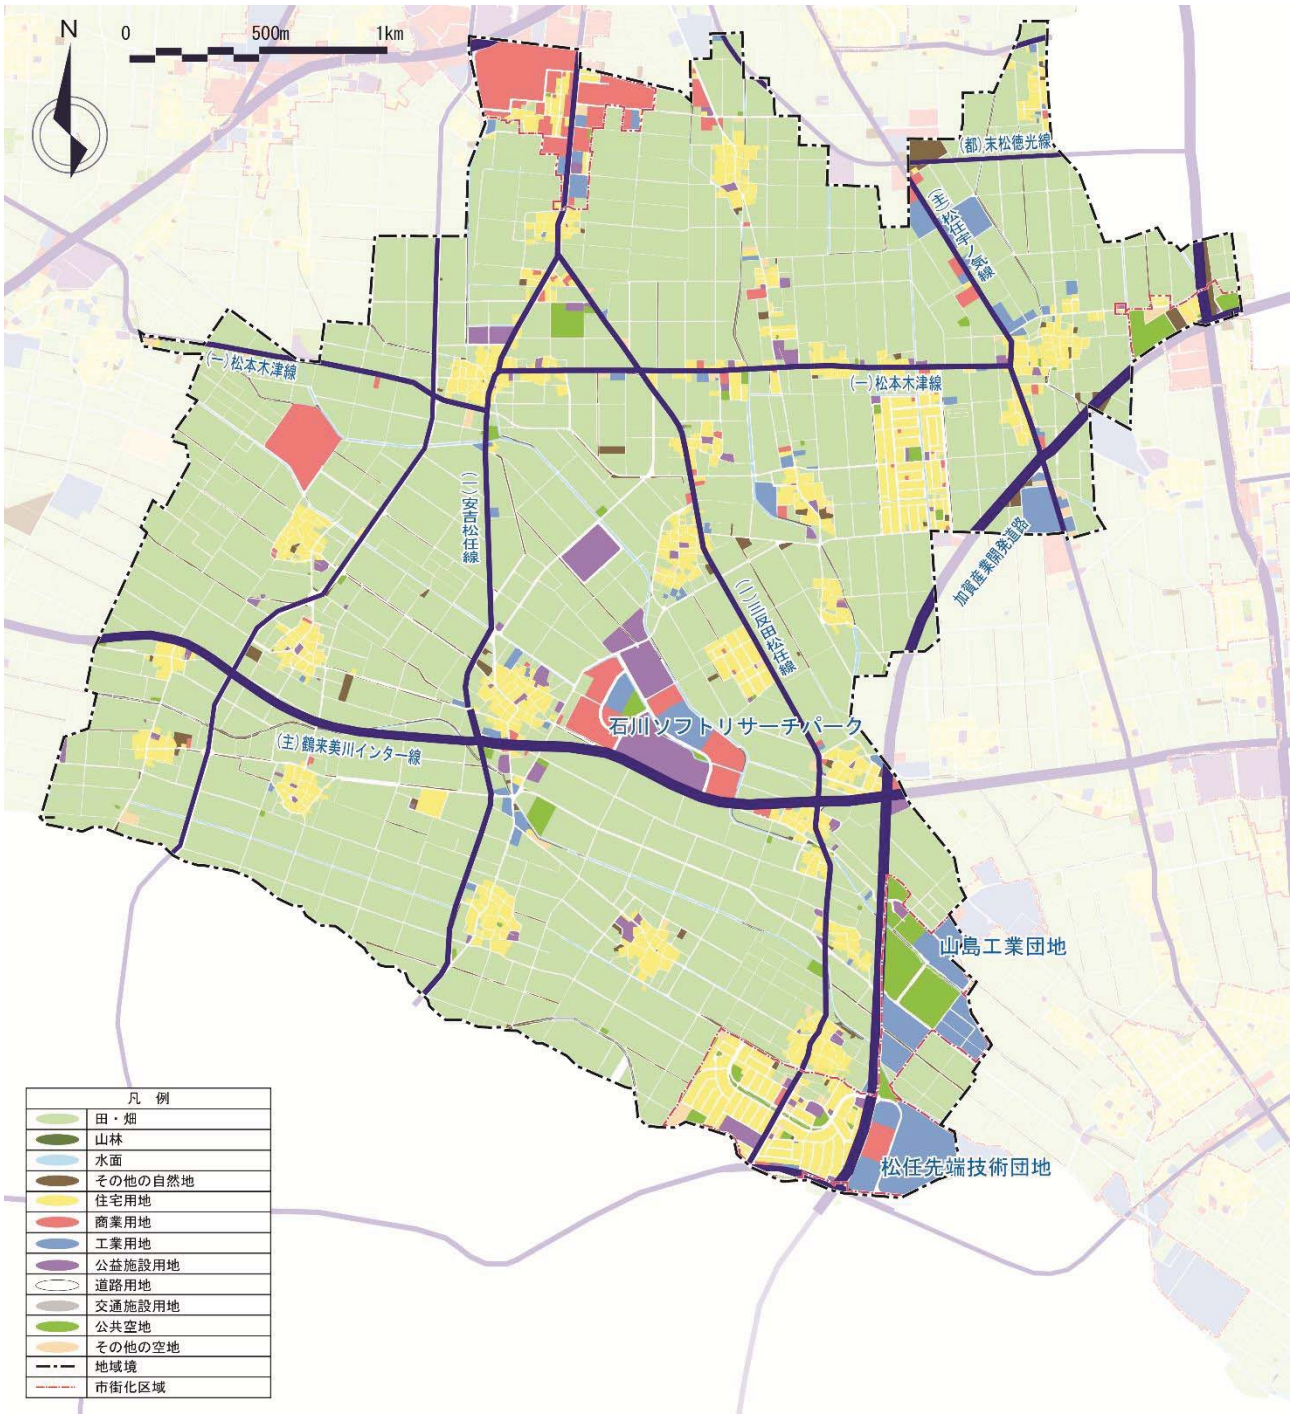 N
0
500m
1km
(都)末松徳光線
(主)松任宇ノ気線
(一)松本木津線
(一)松本木津線
(一)安吉松任線
加賀産業開発道路
(一)三反田松任線
石川ソフトリサーチパーク
(主)鶴来美川インター線
山島工業団地
松任先端技術団地
凡 例
田・畑
山林
水面
その他の自然地
住宅用地
商業用地
工業用地
公益施設用地
道路用地
交通施設用地
公共空地
その他の空地
地域境
市街化区域